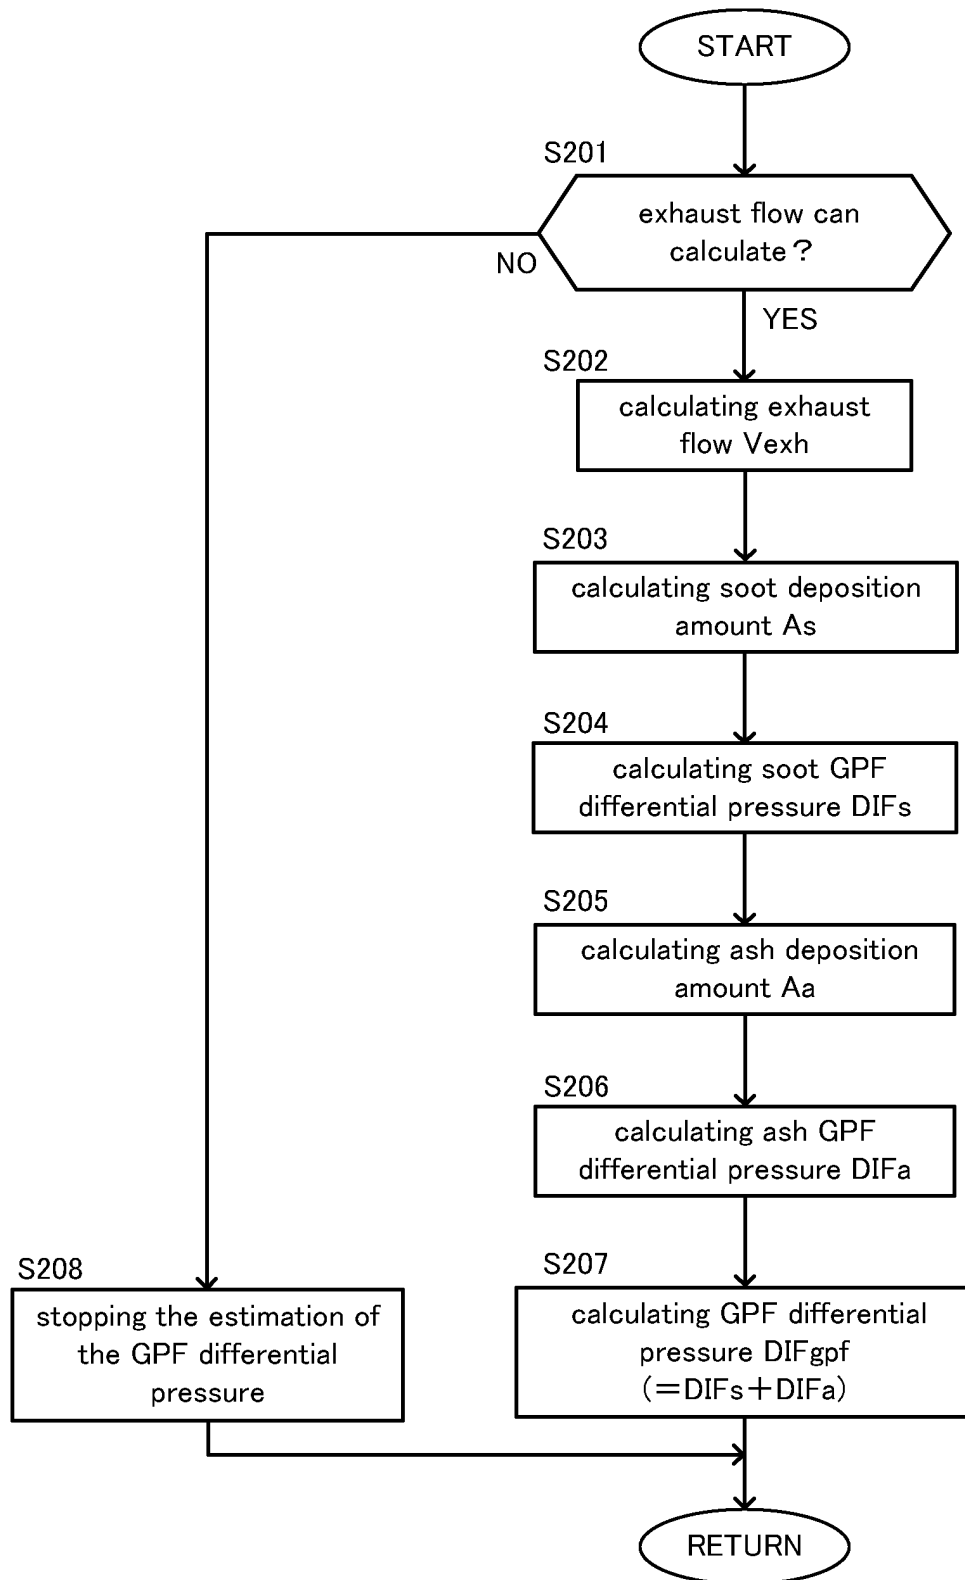 START
S201
exhaust flow can
calculate?
NO
YES
S202
calculating exhaust
flow Vexh
S203
calculating soot deposition
amount As
S204
calculating soot GPF
differential pressure DIFs
S205
calculating ash deposition
amount Aa
S206
calculating ash GPF
differential pressure DIFa
S207
calculating GPF differential
pressure DIFgpf
(=DIFs+DIFa)
S208
stopping the estimation of
the GPF differential
pressure
RETURN